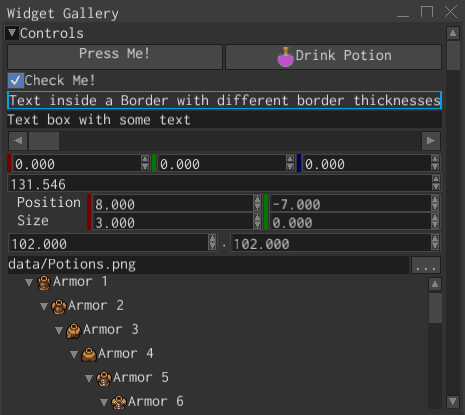 Widget Gallery
Controls
Press Me! Drink Potion
Check Me!
Text inside a Border with different border thicknesses
Text box with some text
0.000 0.000 0.000
131.546
Position 8.000 -7.000
Size 3.000 0.000
102.000 . 102.000
data/Potions.png ...
Armor 1
Armor 2
Armor 3
Armor 4
Armor 5
Armor 6